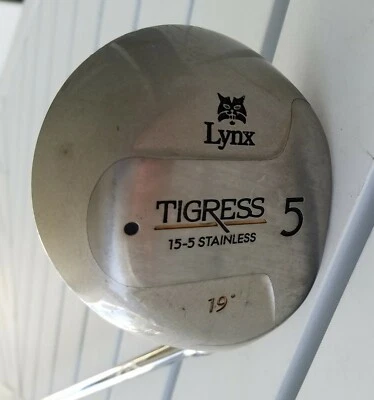 Lynx
TIGRESS 5
15-5 STAINLESS
19°